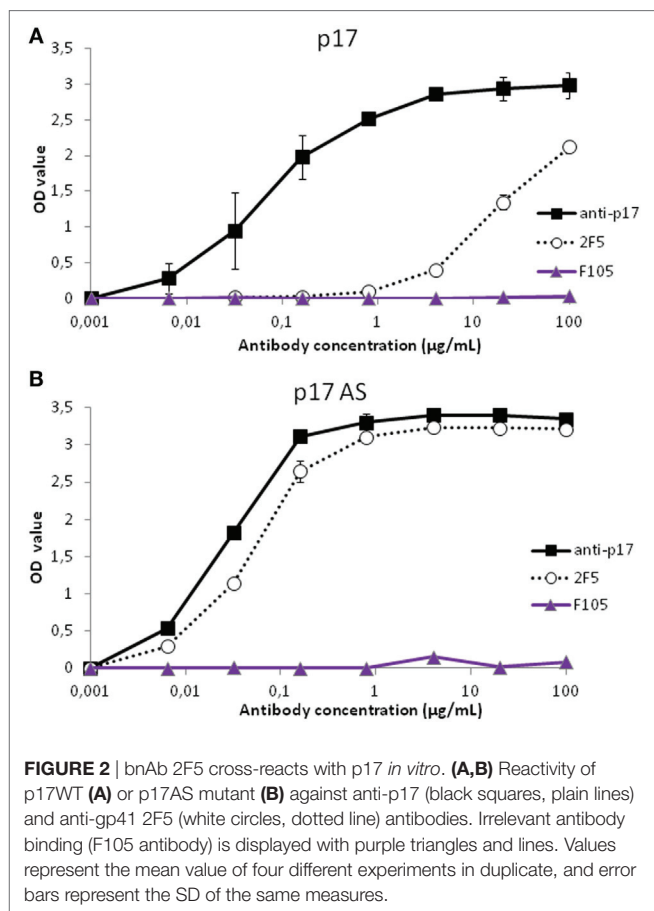 A
p17
3,5
3
2,5
2
1,5
1
0,5
0
OD value
anti-p17
2F5
F105
0,001 0,01 0,1 1 10 100
Antibody concentration (µg/mL)
B
p17 AS
3,5
3
2,5
2
1,5
1
0,5
0
OD value
anti-p17
2F5
F105
0,001 0,01 0,1 1 10 100
Antibody concentration (µg/mL)
FIGURE 2 | bnAb 2F5 cross-reacts with p17 in vitro. (A,B) Reactivity of
p17WT (A) or p17AS mutant (B) against anti-p17 (black squares, plain lines)
and anti-gp41 2F5 (white circles, dotted line) antibodies. Irrelevant antibody
binding (F105 antibody) is displayed with purple triangles and lines. Values
represent the mean value of four different experiments in duplicate, and error
bars represent the SD of the same measures.